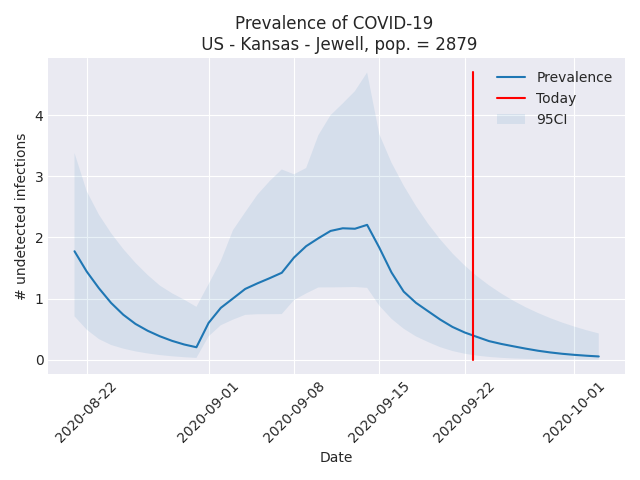 Prevalence of COVID-19
US - Kansas - Jewell, pop. = 2879
Prevalence
Today
95CI
# undetected infections
4
3
2
1
0
2020-08-22
2020-09-01
2020-09-08
2020-09-15
2020-09-22
2020-10-01
Date